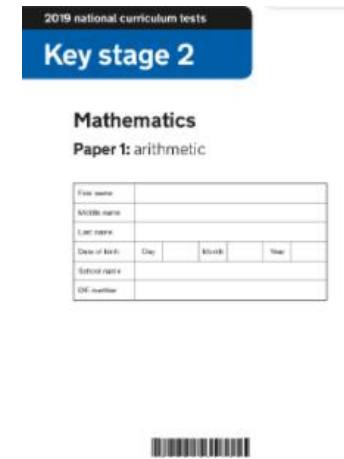 2019 national curriculum tests
Key stage 2
Mathematics
Paper 1: arithmetic
First name
Middle name
Last name
Date of birth Day Month Year
School name
DfE number